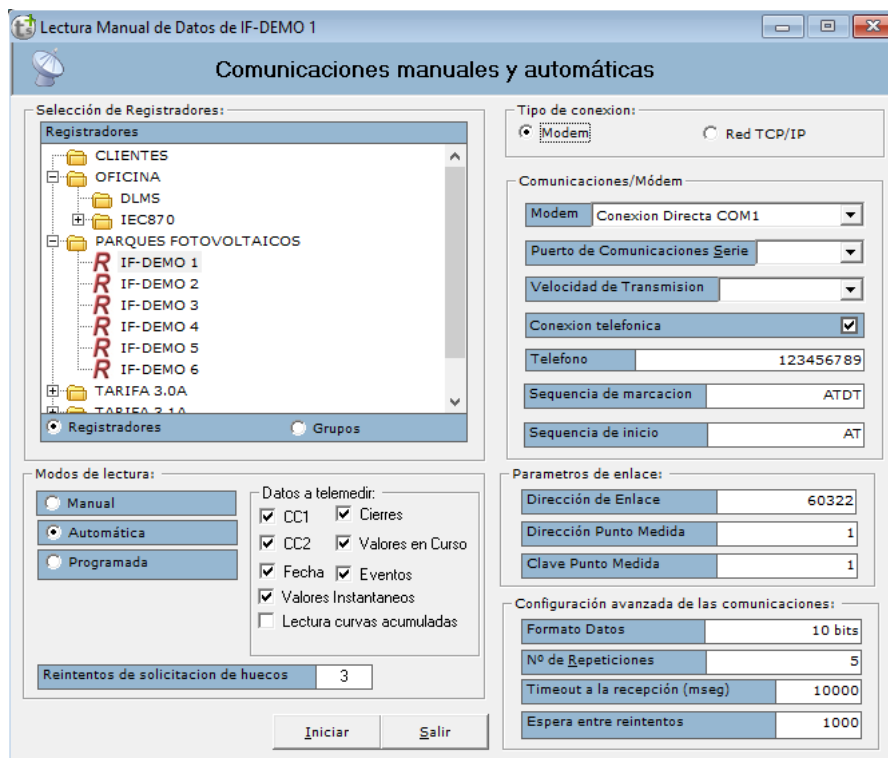 Lectura Manual de Datos de IF-DEMO 1
Comunicaciones manuales y automáticas
Selección de Registradores:
Registradores
CLIENTES
OFICINA
DLMS
IEC870
PARQUES FOTOVOLTAICOS
R IF-DEMO 1
R IF-DEMO 2
R IF-DEMO 3
R IF-DEMO 4
R IF-DEMO 5
R IF-DEMO 6
TARIFA 3.0A
TARIFA 3.1A
Registradores Grupos
Tipo de conexion:
Modem Red TCP/IP
Comunicaciones/Módem
Modem Conexion Directa COM1
Puerto de Comunicaciones Serie
Velocidad de Transmision
Conexion telefonica
Telefono 123456789
Sequencia de marcacion ATDT
Sequencia de inicio AT
Modos de lectura:
Manual
Automática
Programada
Datos a telemedir:
CC1 Cierres
CC2 Valores en Curso
Fecha Eventos
Valores Instantaneos
Lectura curvas acumuladas
Reintentos de solicitacion de huecos 3
Parametros de enlace:
Dirección de Enlace 60322
Dirección Punto Medida 1
Clave Punto Medida 1
Configuración avanzada de las comunicaciones:
Formato Datos 10 bits
Nº de Repeticiones 5
Timeout a la recepción (mseg) 10000
Espera entre reintentos 1000
Iniciar Salir